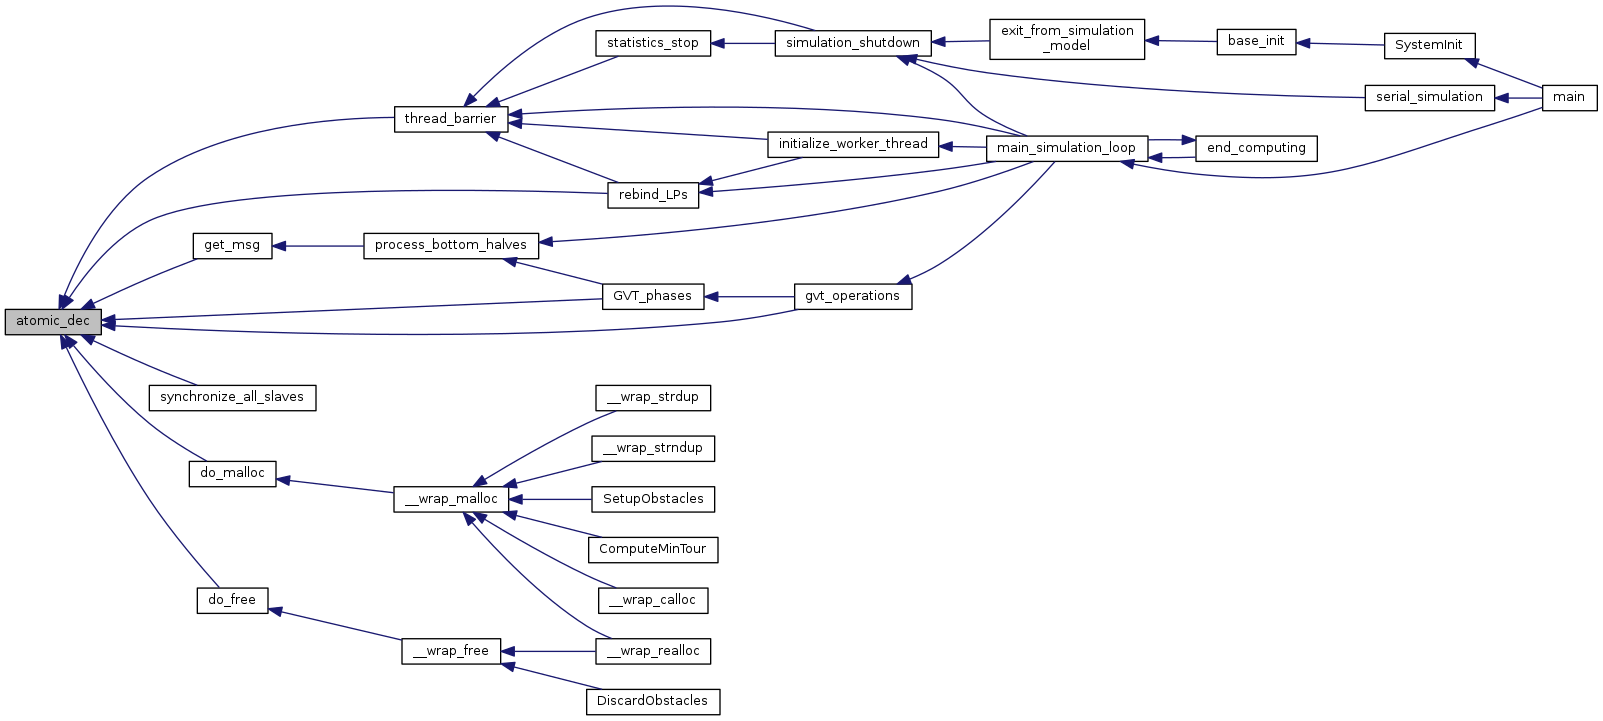 exit_from_simulation
_model
base_init
SystemInit
statistics_stop
simulation_shutdown
serial_simulation
main
thread_barrier
initialize_worker_thread
main_simulation_loop
end_computing
rebind_LPs
get_msg
process_bottom_halves
GVT_phases
gvt_operations
atomic_dec
synchronize_all_slaves
__wrap_strdup
__wrap_strndup
do_malloc
__wrap_malloc
SetupObstacles
ComputeMinTour
do_free
__wrap_calloc
__wrap_free
__wrap_realloc
DiscardObstacles